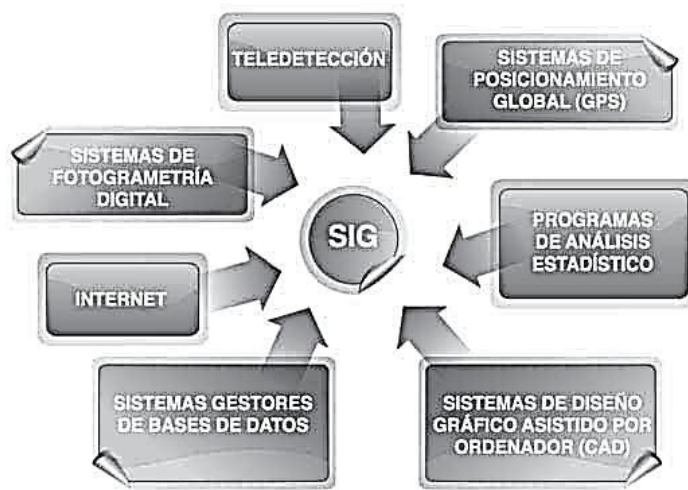 TELEDETECCIÓN
SISTEMAS DE
POSICIONAMIENTO
GLOBAL (GPS)
SISTEMAS DE
FOTOGRAMETRÍA
DIGITAL
SIG
PROGRAMAS
DE ANÁLISIS
ESTADÍSTICO
INTERNET
SISTEMAS GESTORES
DE BASES DE DATOS
SISTEMAS DE DISEÑO
GRÁFICO ASISTIDO POR
ORDENADOR (CAD)